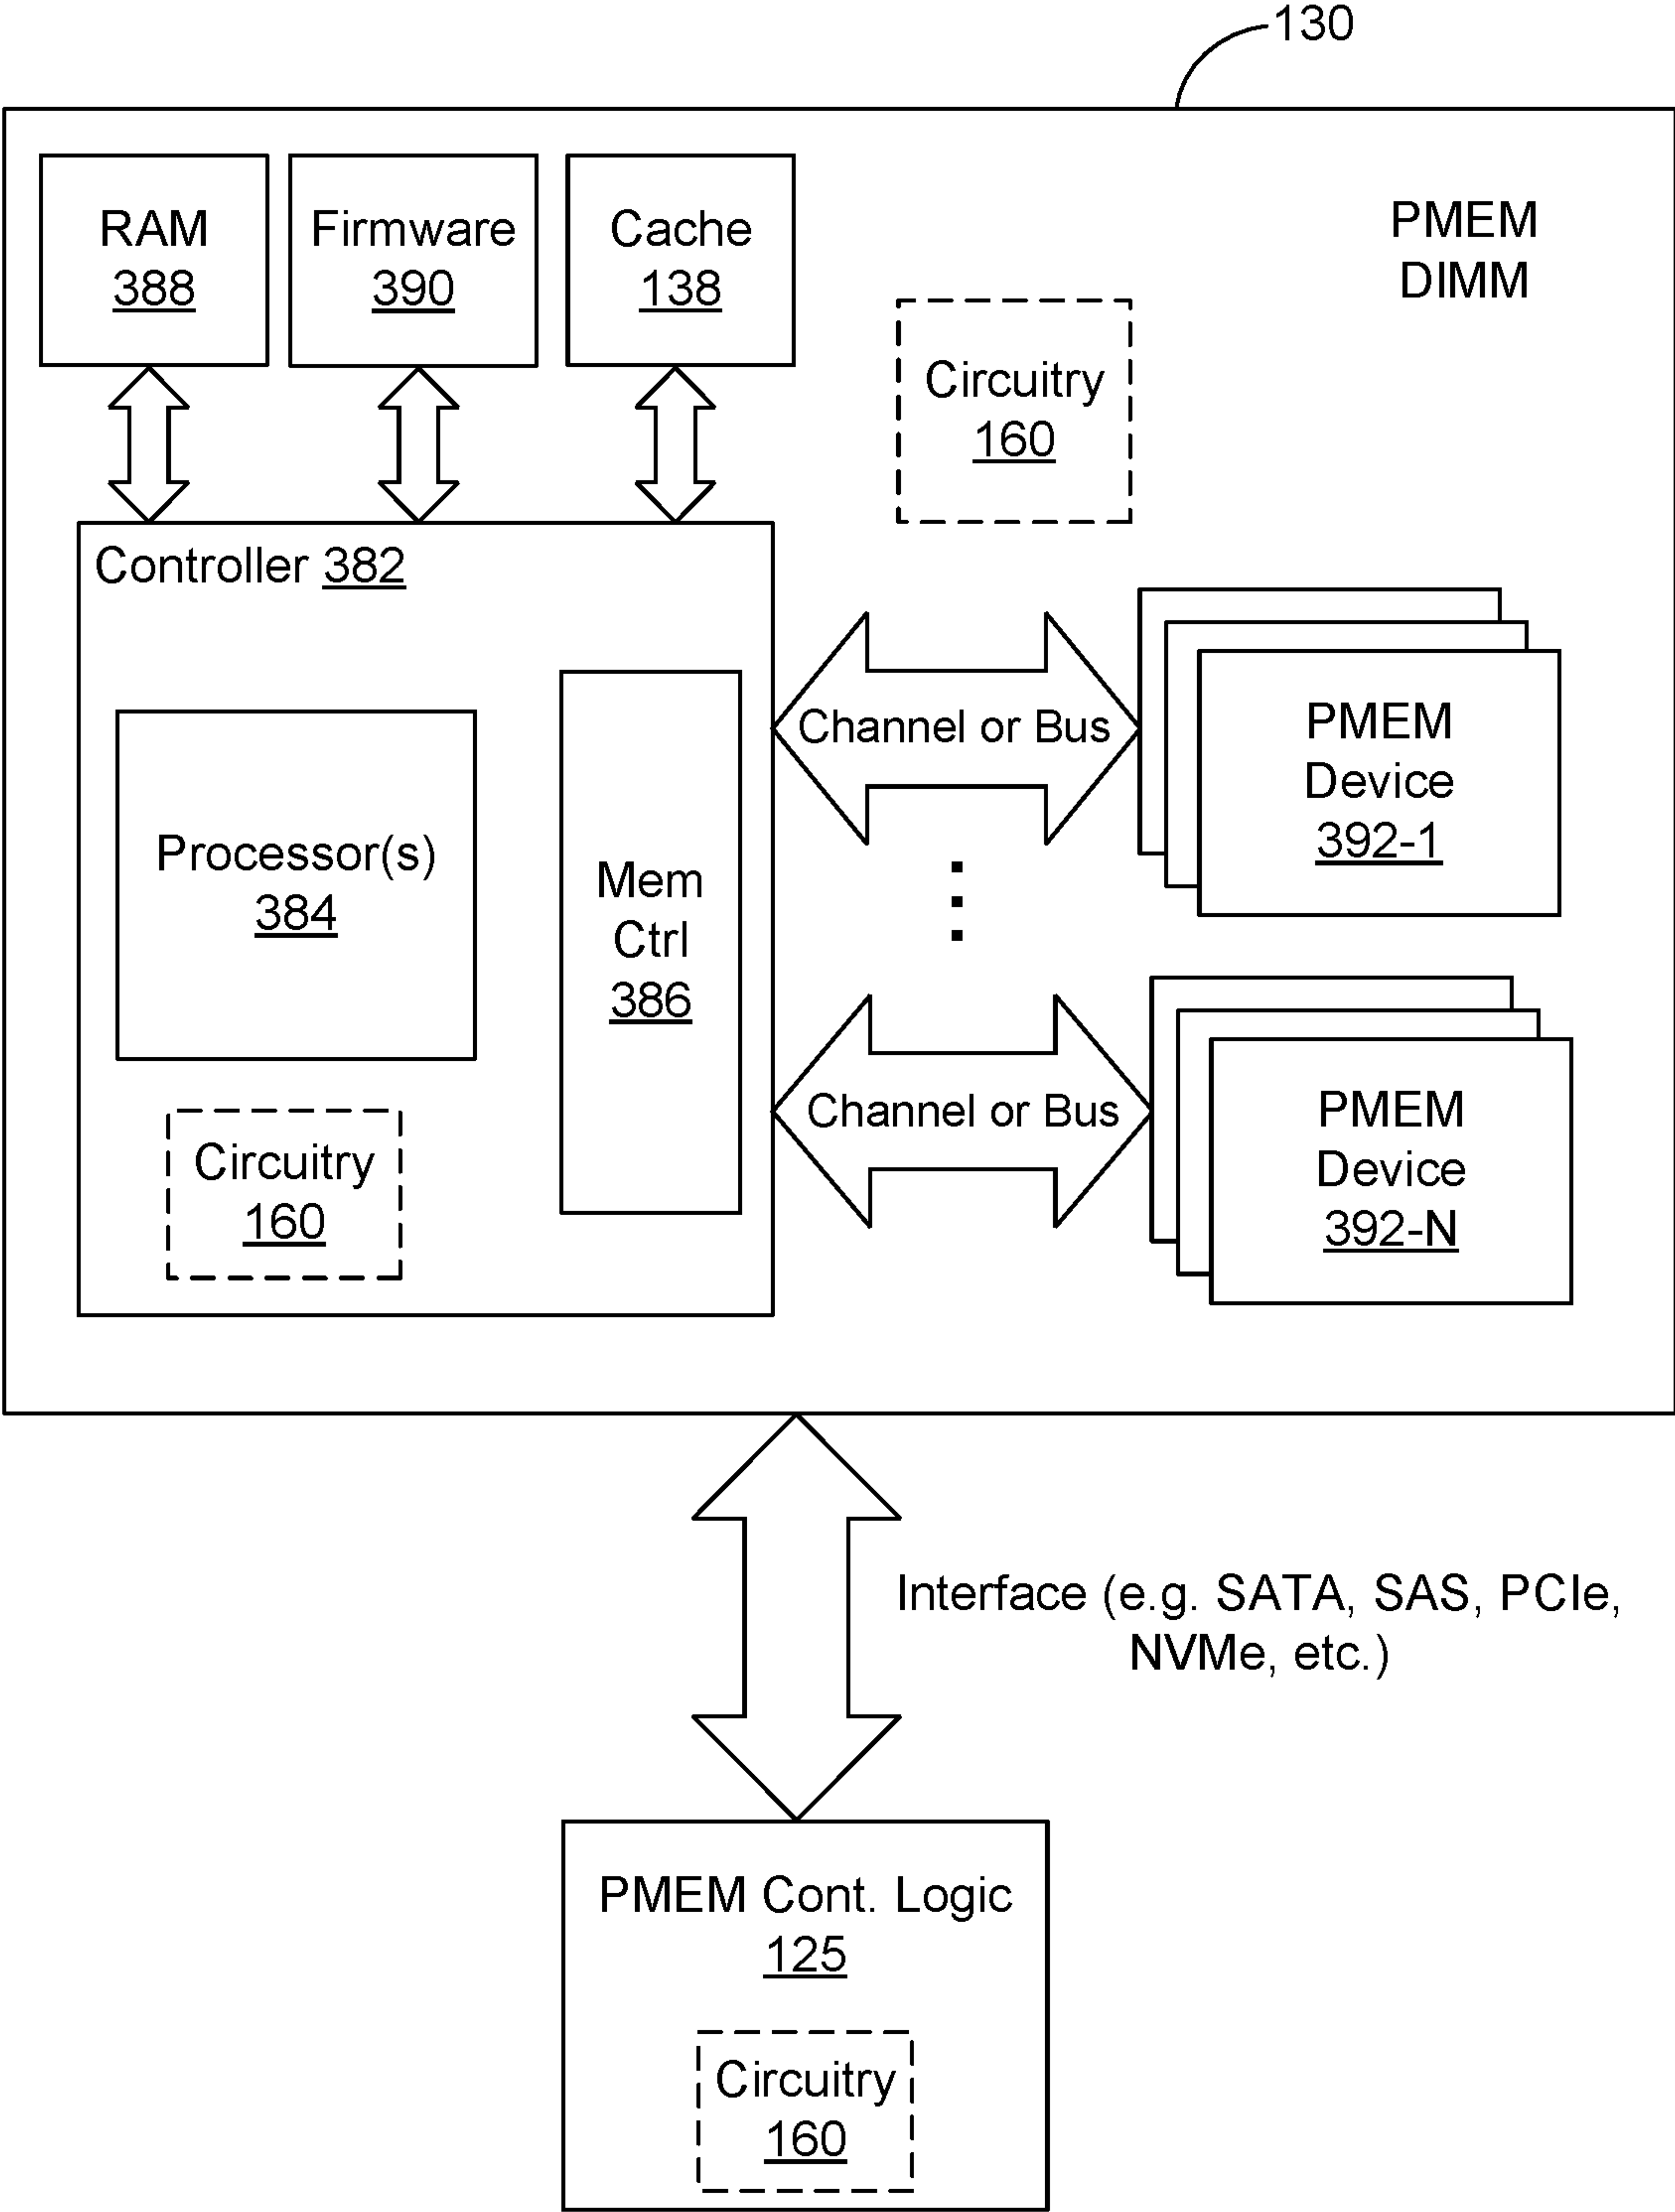 130
RAM
388
Firmware
390
Cache
138
PMEM
DIMM
Circuitry
160
Controller 382
Processor(s)
384
Mem
Ctrl
386
Circuitry
160
Channel or Bus
PMEM
Device
392-1
Channel or Bus
PMEM
Device
392-N
Interface (e.g. SATA, SAS, PCIe,
NVMe, etc.)
PMEM Cont. Logic
125
Circuitry
160